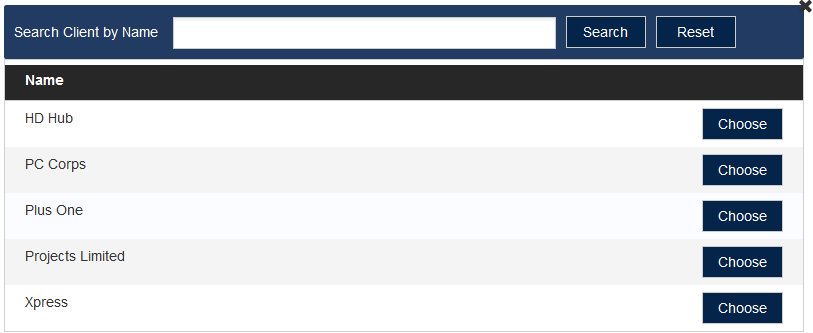 Search Client by Name Search Reset
Name
HD Hub Choose
PC Corps Choose
Plus One Choose
Projects Limited Choose
Xpress Choose